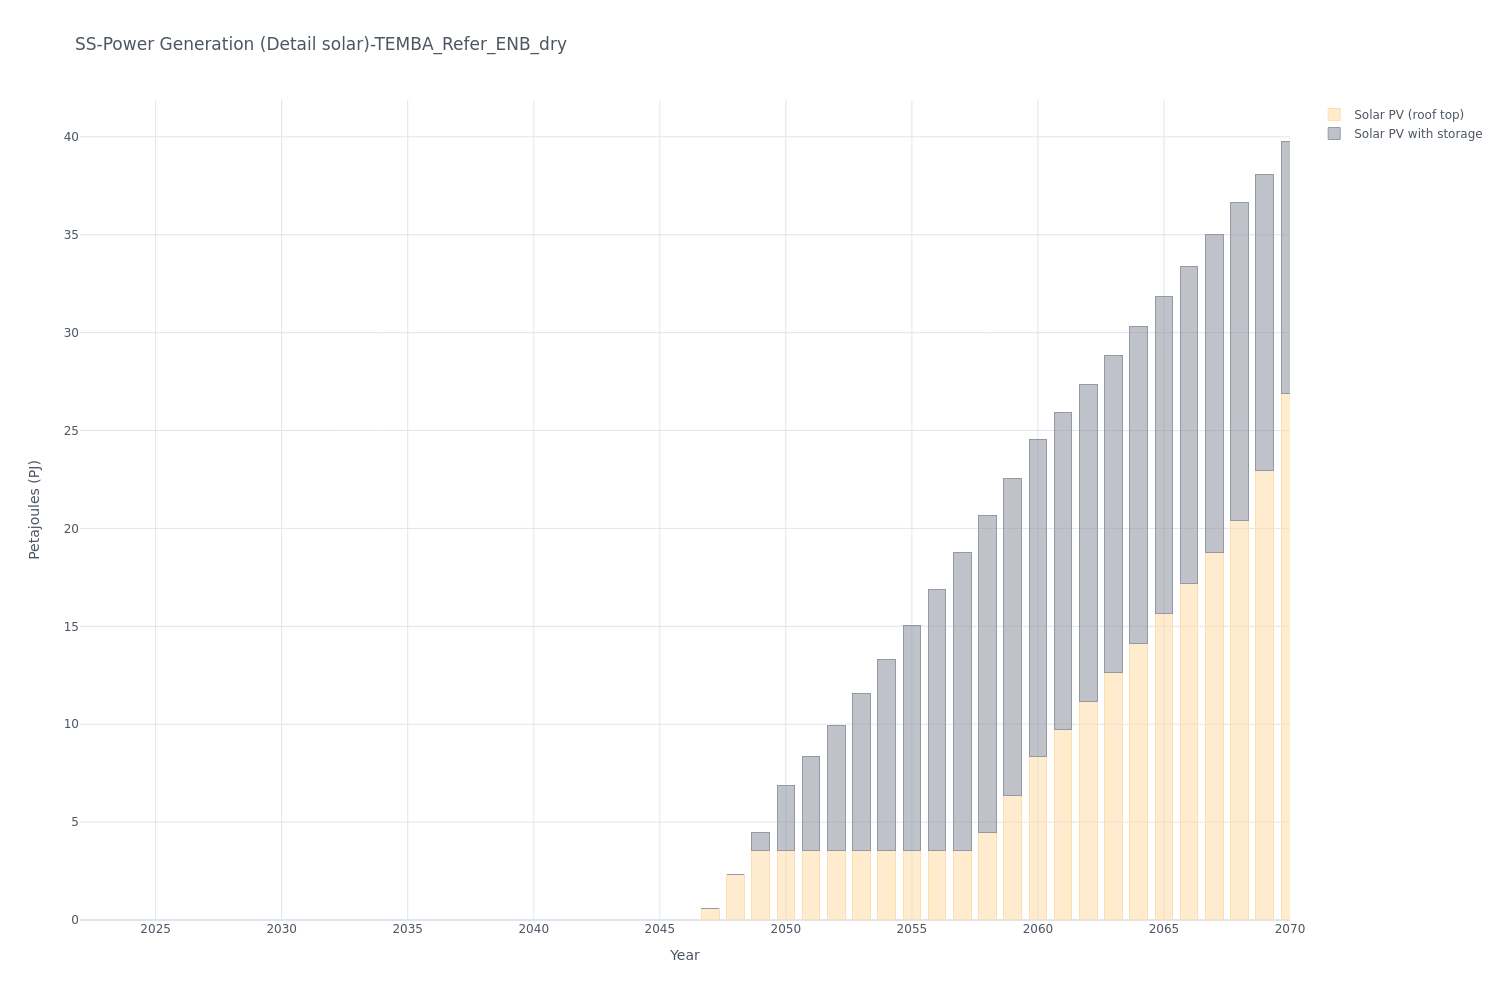 SS-Power Generation (Detail solar)-TEMBA_Refer_ENB_dry
Solar PV (roof top)
Solar PV with storage
40
35
30
25
20
15
10
5
0
Petajoules (PJ)
2025 2030 2035 2040 2045 2050 2055 2060 2065 2070
Year